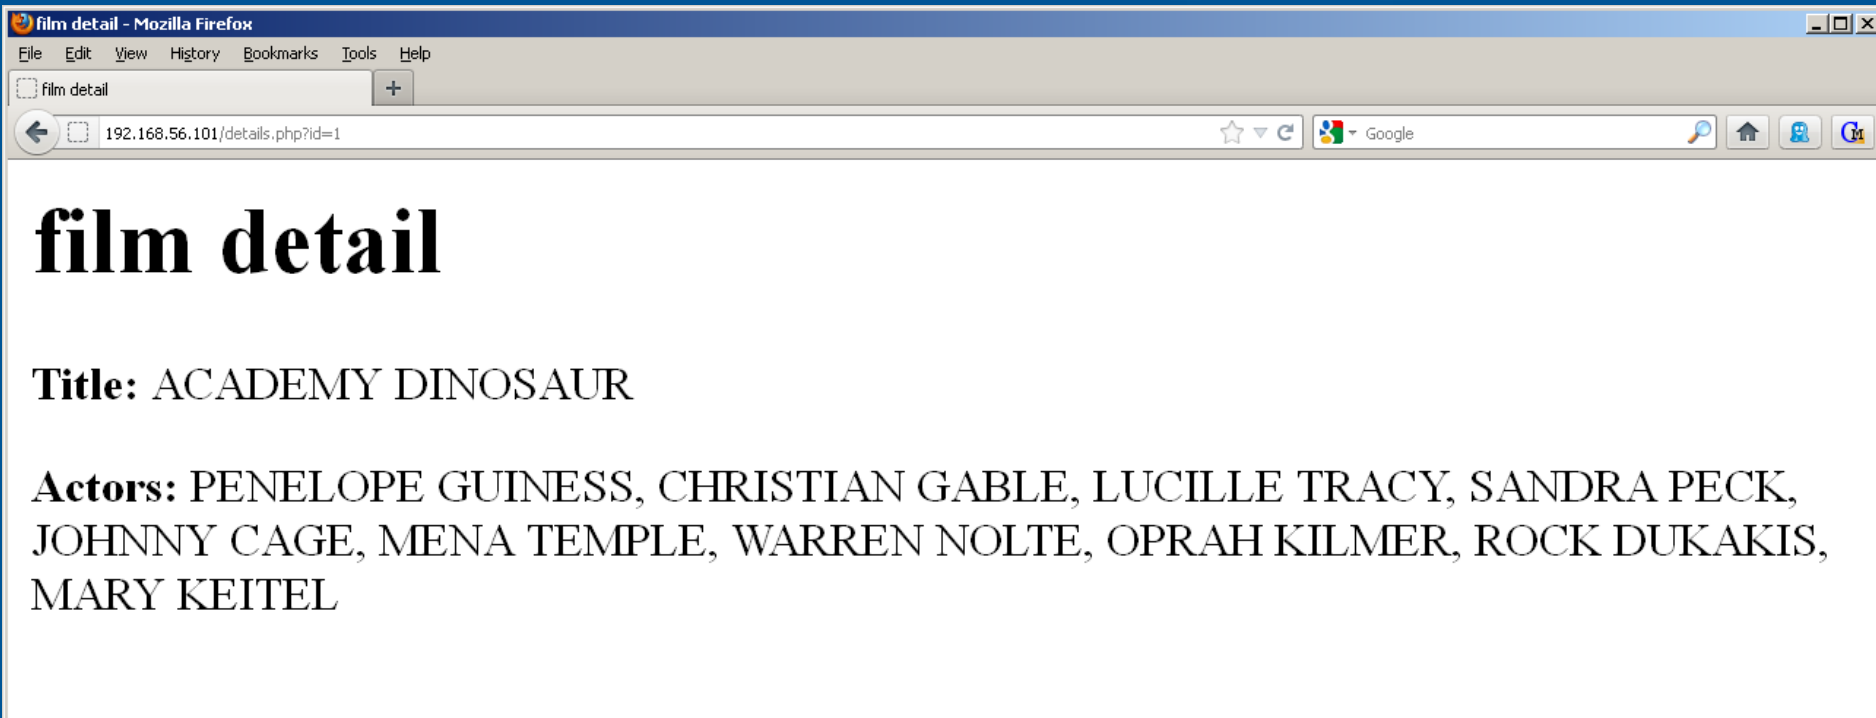 film detail - Mozilla Firefox
File Edit View History Bookmarks Tools Help
film detail
192.168.56.101/details.php?id=1 Google
film detail
Title: ACADEMY DINOSAUR
Actors: PENELOPE GUINESS, CHRISTIAN GABLE, LUCILLE TRACY, SANDRA PECK,
JOHNNY CAGE, MENA TEMPLE, WARREN NOLTE, OPRAH KILMER, ROCK DUKAKIS,
MARY KEITEL